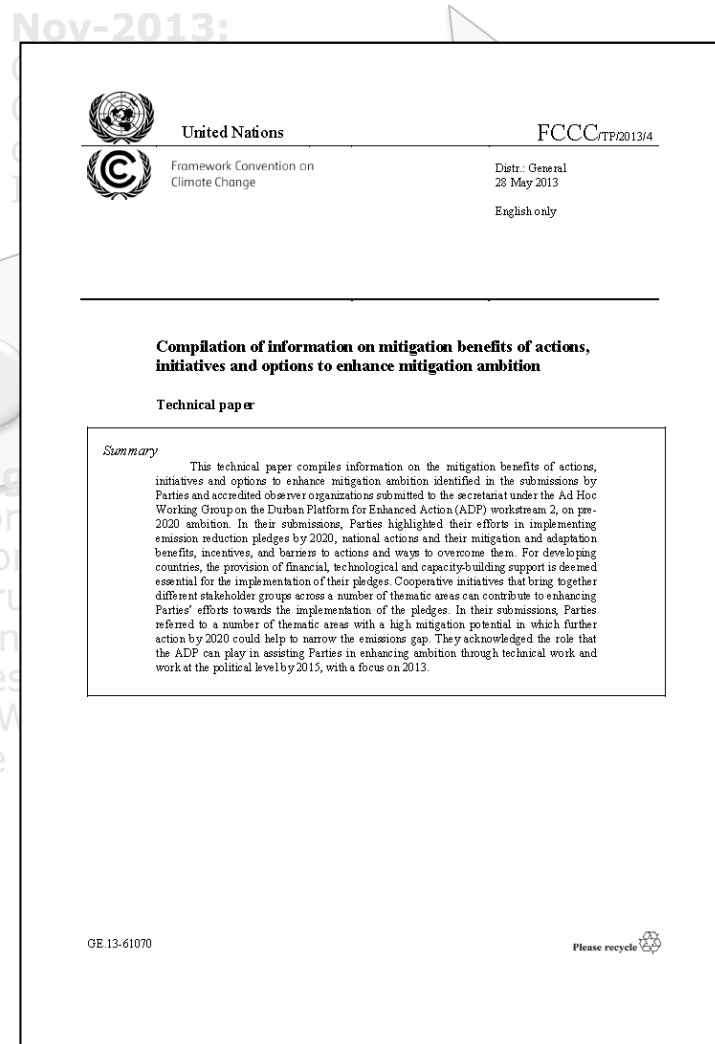 Nov-2013:
United Nations
FCCC/TP/2013/4
Framework Convention on
Climate Change
Distr.: General
28 May 2013
English only
Compilation of information on mitigation benefits of actions,
initiatives and options to enhance mitigation ambition
Technical paper
Summary
This technical paper compiles information on the mitigation benefits of actions,
initiatives and options to enhance mitigation ambition identified in the submissions by
Parties and accredited observer organizations submitted to the secretariat under the Ad Hoc
Working Group on the Durban Platform for Enhanced Action (ADP) workstream 2, on pre-
2020 ambition. In their submissions, Parties highlighted their efforts in implementing
emission reduction pledges by 2020, national actions and their mitigation and adaptation
benefits, incentives, and barriers to actions and ways to overcome them. For developing
countries, the provision of financial, technological and capacity-building support is deemed
essential for the implementation of their pledges. Cooperative initiatives that bring together
different stakeholder groups across a number of thematic areas can contribute to enhancing
Parties' efforts towards the implementation of the pledges. In their submissions, Parties
referred to a number of thematic areas with a high mitigation potential in which further
action by 2020 could help to narrow the emissions gap. They acknowledged the role that
the ADP can play in assisting Parties in enhancing ambition through technical work and
work at the political level by 2015, with a focus on 2013.
GE.13-61070
Please recycle